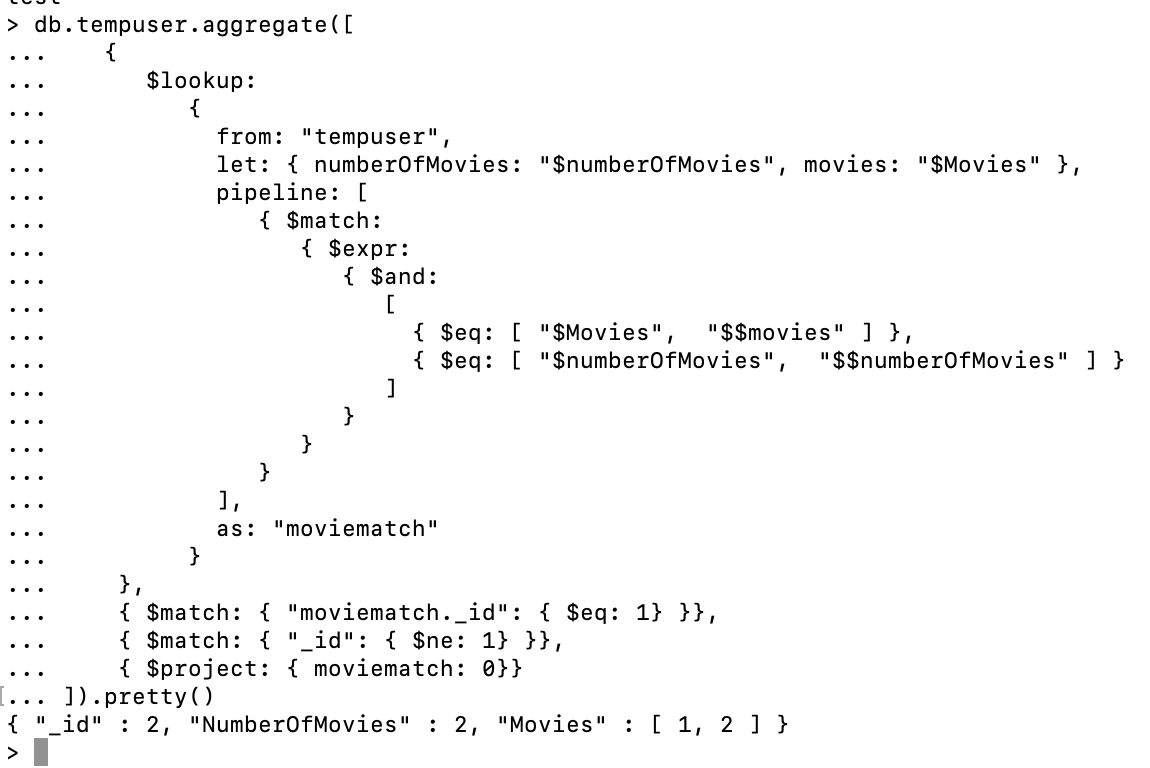 > db.tempuser.aggregate([
...    {
...       $lookup:
...          {
...            from: "tempuser",
...            let: { numberOfMovies: "$numberOfMovies", movies: "$Movies" },
...            pipeline: [
...               { $match:
...                  { $expr:
...                     { $and:
...                        [
...                          { $eq: [ "$Movies",  "$$movies" ] },
...                          { $eq: [ "$numberOfMovies",  "$$numberOfMovies" ] }
...                        ]
...                     }
...                  }
...               }
...            ],
...            as: "moviematch"
...          }
...     },
...     { $match: { "moviematch._id": { $eq: 1} }},
...     { $match: { "_id": { $ne: 1} }},
...     { $project: { moviematch: 0}}
[... ]).pretty()
{ "_id" : 2, "NumberOfMovies" : 2, "Movies" : [ 1, 2 ] }
>